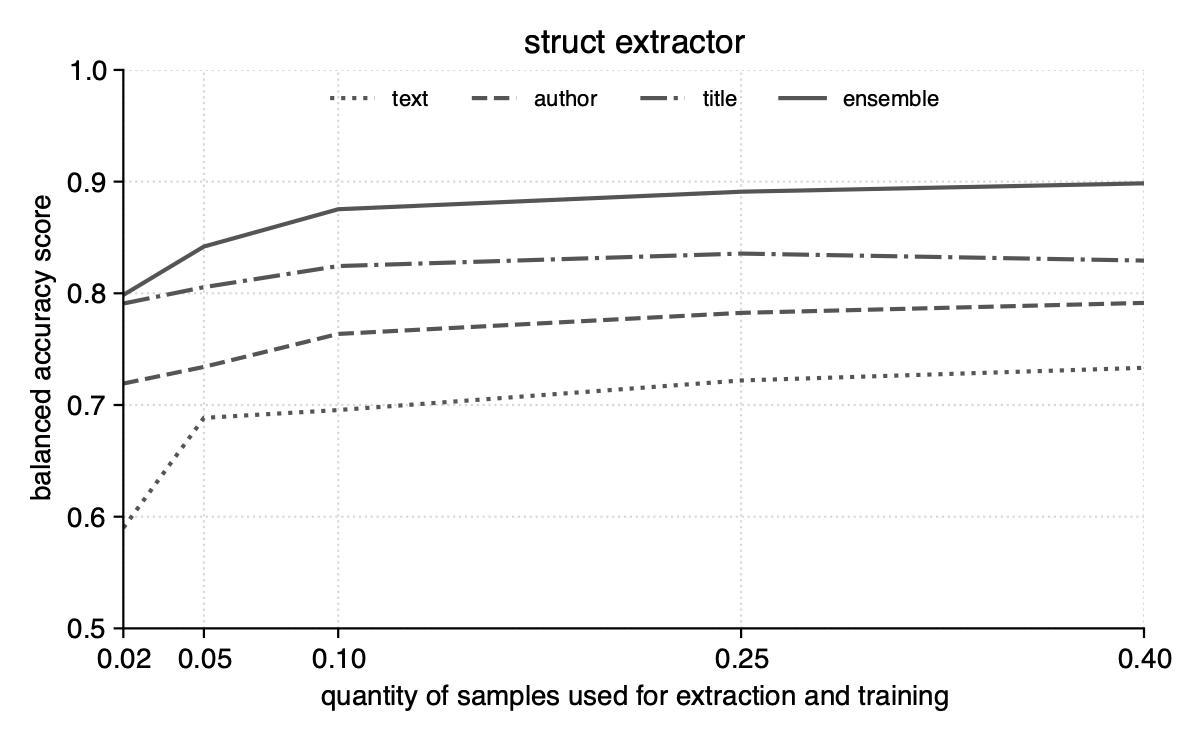 struct extractor
text author title ensemble
1.0
0.9
0.8
0.7
0.6
0.5
balanced accuracy score
0.02 0.05 0.10 0.25 0.40
quantity of samples used for extraction and training